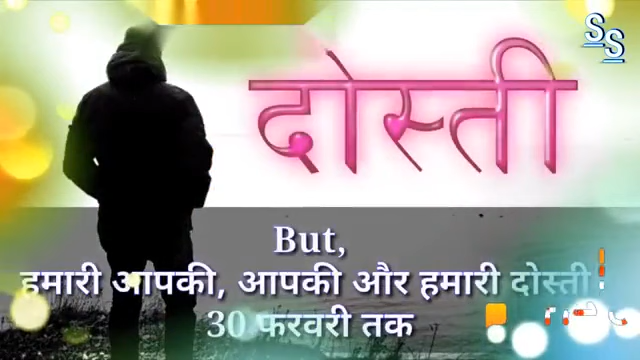 SS
दोस्ती
But,
हमारी आपकी, आपकी और हमारी दोस्ती
30 फरवरी तक